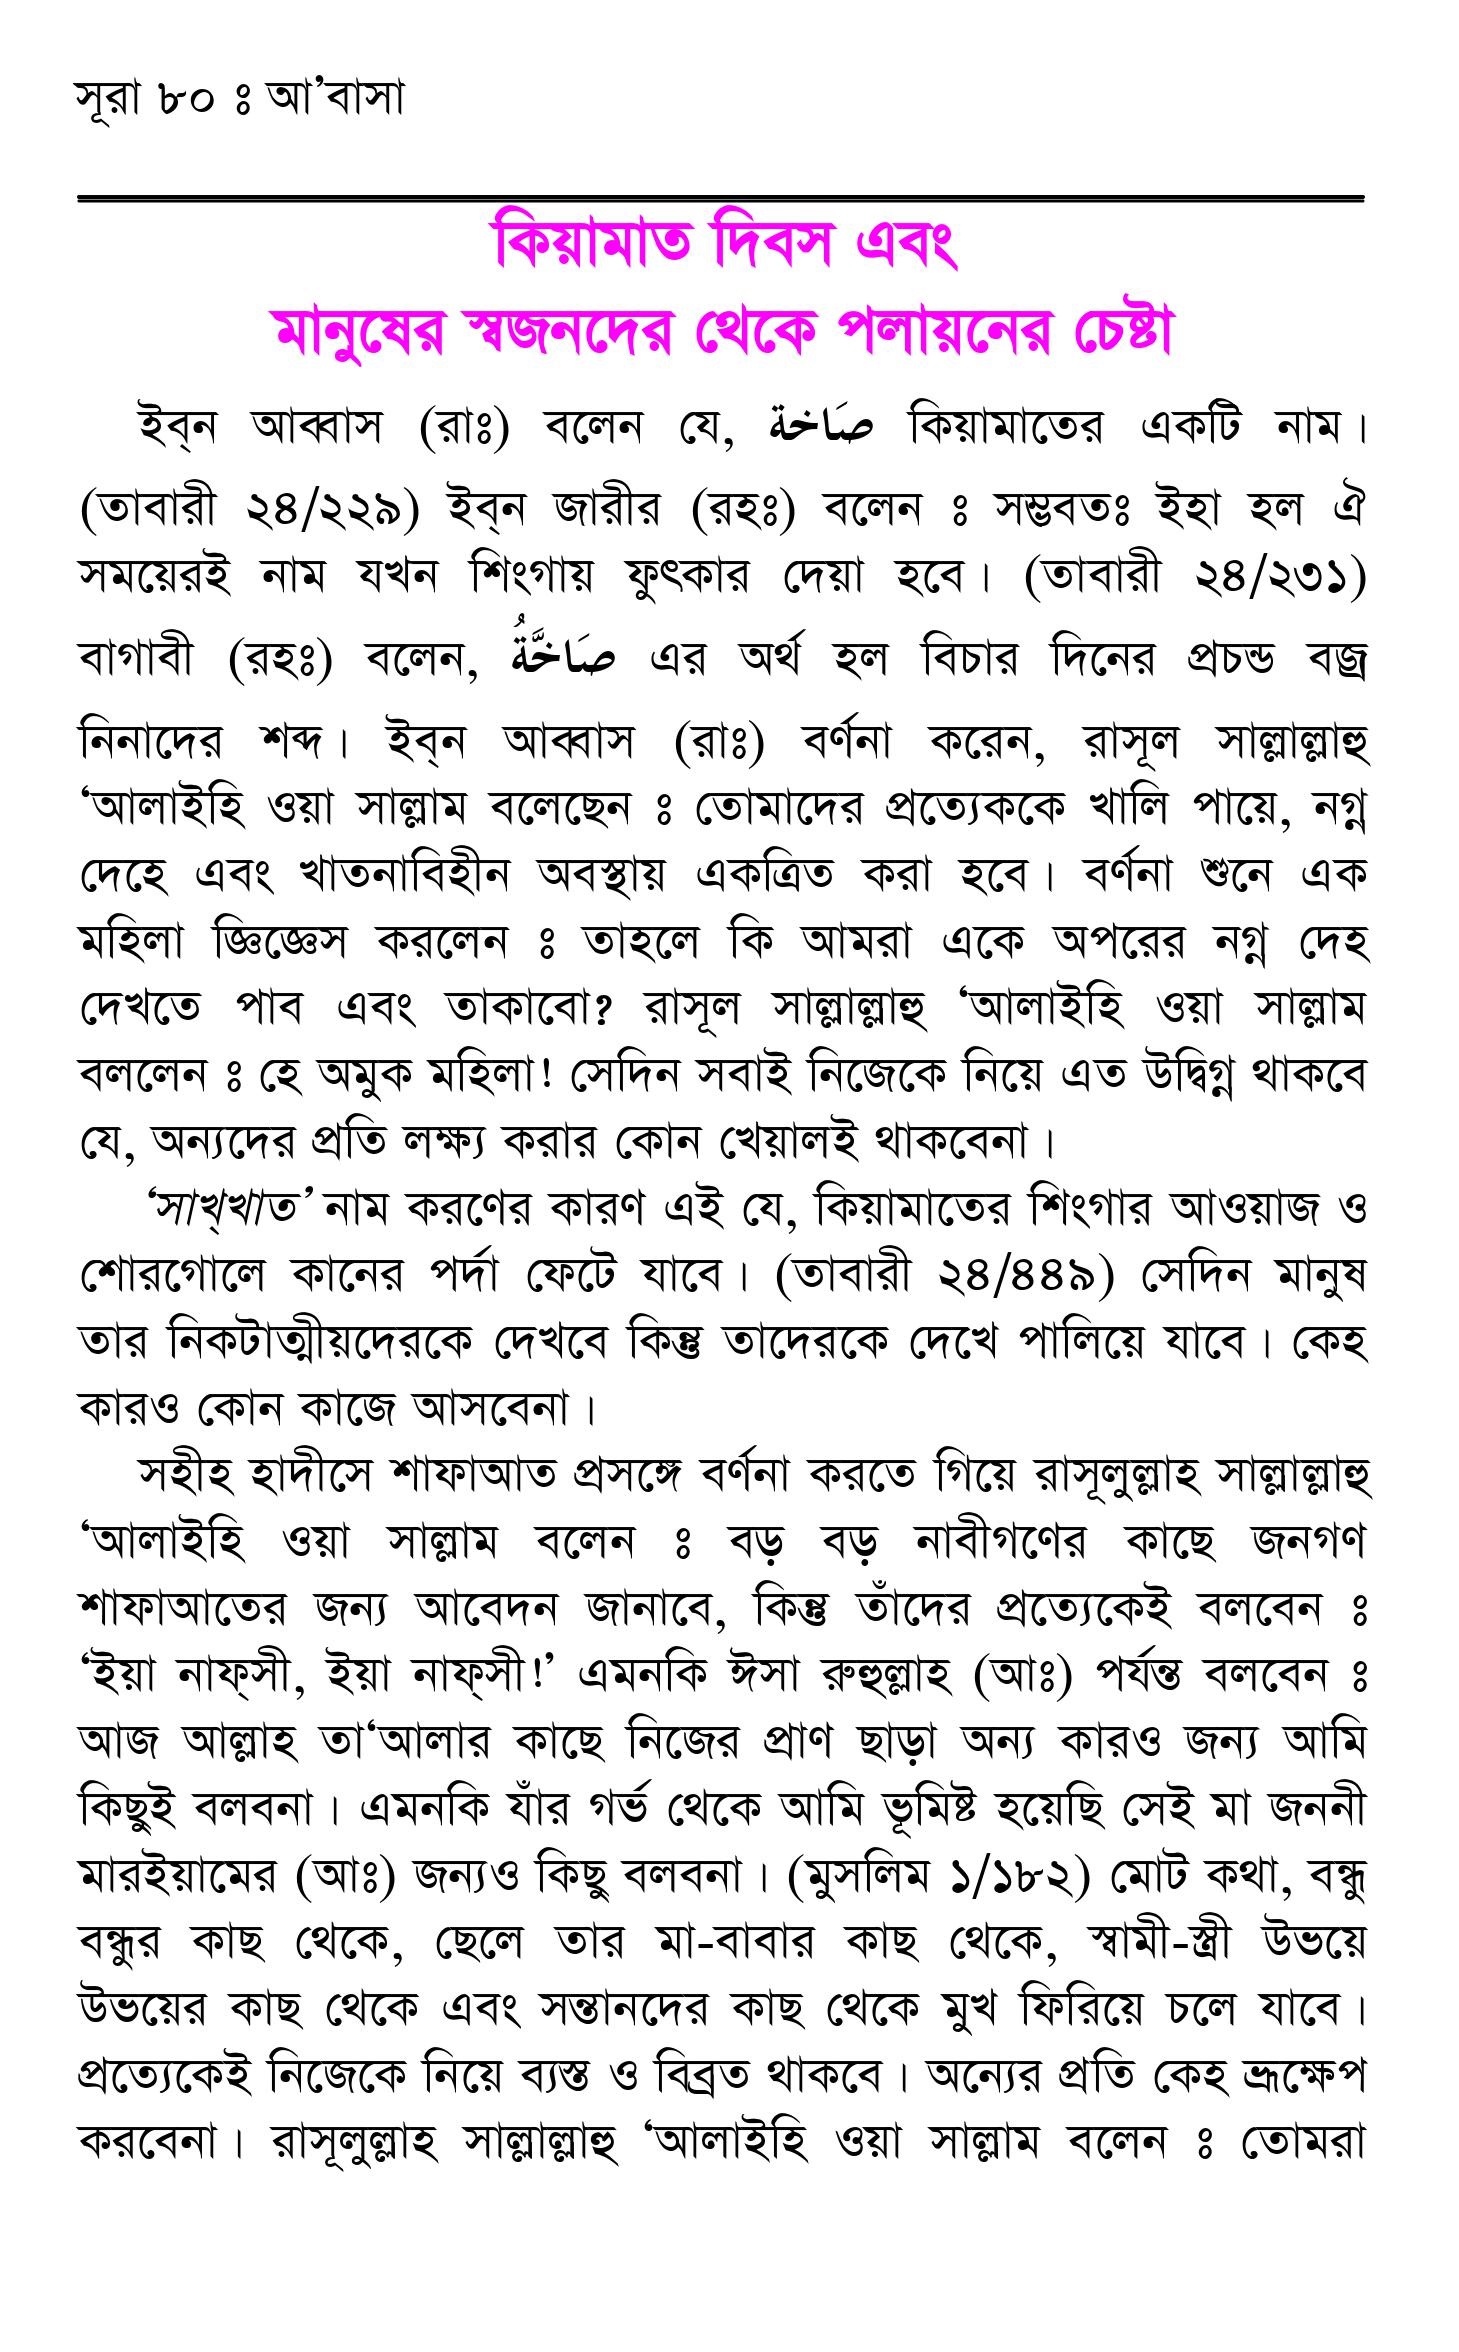 সূরা ৮০ ঃ আ’বাসা
কিয়ামাত দিবস এবং
মানুষের স্বজনদের থেকে পলায়নের চেষ্টা
ইব্‌ন আব্বাস (রাঃ) বলেন যে, صَاخة কিয়ামাতের একটি নাম।
(তাবারী ২৪/২২৯) ইব্‌ন জারীর (রহঃ) বলেন ঃ সম্ভবতঃ ইহা হল ঐ
সময়েরই নাম যখন শিংগায় ফুৎকার দেয়া হবে। (তাবারী ২৪/২৩১)
বাগাবী (রহঃ) বলেন, صَاخَّةُ এর অর্থ হল বিচার দিনের প্রচন্ড বজ্র
নিনাদের শব্দ। ইব্‌ন আব্বাস (রাঃ) বর্ণনা করেন, রাসূল সাল্লাল্লাহু
‘আলাইহি ওয়া সাল্লাম বলেছেন ঃ তোমাদের প্রত্যেককে খালি পায়ে, নগ্ন
দেহে এবং খাতনাবিহীন অবস্থায় একত্রিত করা হবে। বর্ণনা শুনে এক
মহিলা জ্ঞিজ্ঞেস করলেন ঃ তাহলে কি আমরা একে অপরের নগ্ন দেহ
দেখতে পাব এবং তাকাবো? রাসূল সাল্লাল্লাহু ‘আলাইহি ওয়া সাল্লাম
বললেন ঃ হে অমুক মহিলা! সেদিন সবাই নিজেকে নিয়ে এত উদ্বিগ্ন থাকবে
যে, অন্যদের প্রতি লক্ষ্য করার কোন খেয়ালই থাকবেনা।
‘সাখ্‌খাত’ নাম করণের কারণ এই যে, কিয়ামাতের শিংগার আওয়াজ ও
শোরগোলে কানের পর্দা ফেটে যাবে। (তাবারী ২৪/৪৪৯) সেদিন মানুষ
তার নিকটাত্মীয়দেরকে দেখবে কিন্তু তাদেরকে দেখে পালিয়ে যাবে। কেহ
কারও কোন কাজে আসবেনা।
সহীহ হাদীসে শাফাআত প্রসঙ্গে বর্ণনা করতে গিয়ে রাসূলুল্লাহ সাল্লাল্লাহু
‘আলাইহি ওয়া সাল্লাম বলেন ঃ বড় বড় নাবীগণের কাছে জনগণ
শাফাআতের জন্য আবেদন জানাবে, কিন্তু তাঁদের প্রত্যেকেই বলবেন ঃ
‘ইয়া নাফ্‌সী, ইয়া নাফ্‌সী!’ এমনকি ঈসা রুহুল্লাহ (আঃ) পর্যন্ত বলবেন ঃ
আজ আল্লাহ তা‘আলার কাছে নিজের প্রাণ ছাড়া অন্য কারও জন্য আমি
কিছুই বলবনা। এমনকি যাঁর গর্ভ থেকে আমি ভূমিষ্ট হয়েছি সেই মা জননী
মারইয়ামের (আঃ) জন্যও কিছু বলবনা। (মুসলিম ১/১৮২) মোট কথা, বন্ধু
বন্ধুর কাছ থেকে, ছেলে তার মা-বাবার কাছ থেকে, স্বামী-স্ত্রী উভয়ে
উভয়ের কাছ থেকে এবং সন্তানদের কাছ থেকে মুখ ফিরিয়ে চলে যাবে।
প্রত্যেকেই নিজেকে নিয়ে ব্যস্ত ও বিব্রত থাকবে। অন্যের প্রতি কেহ ভ্রূক্ষেপ
করবেনা। রাসূলুল্লাহ সাল্লাল্লাহু ‘আলাইহি ওয়া সাল্লাম বলেন ঃ তোমরা